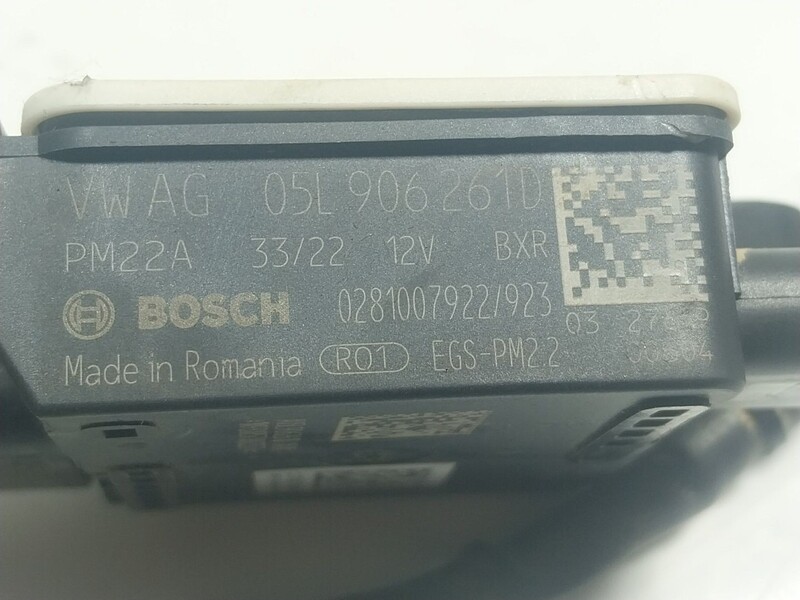 VW AG 05L 906 261D
PM22A 33/22 12V BXR
BOSCH 0281007922/923
Made in Romania R01 EGS-PM2.2